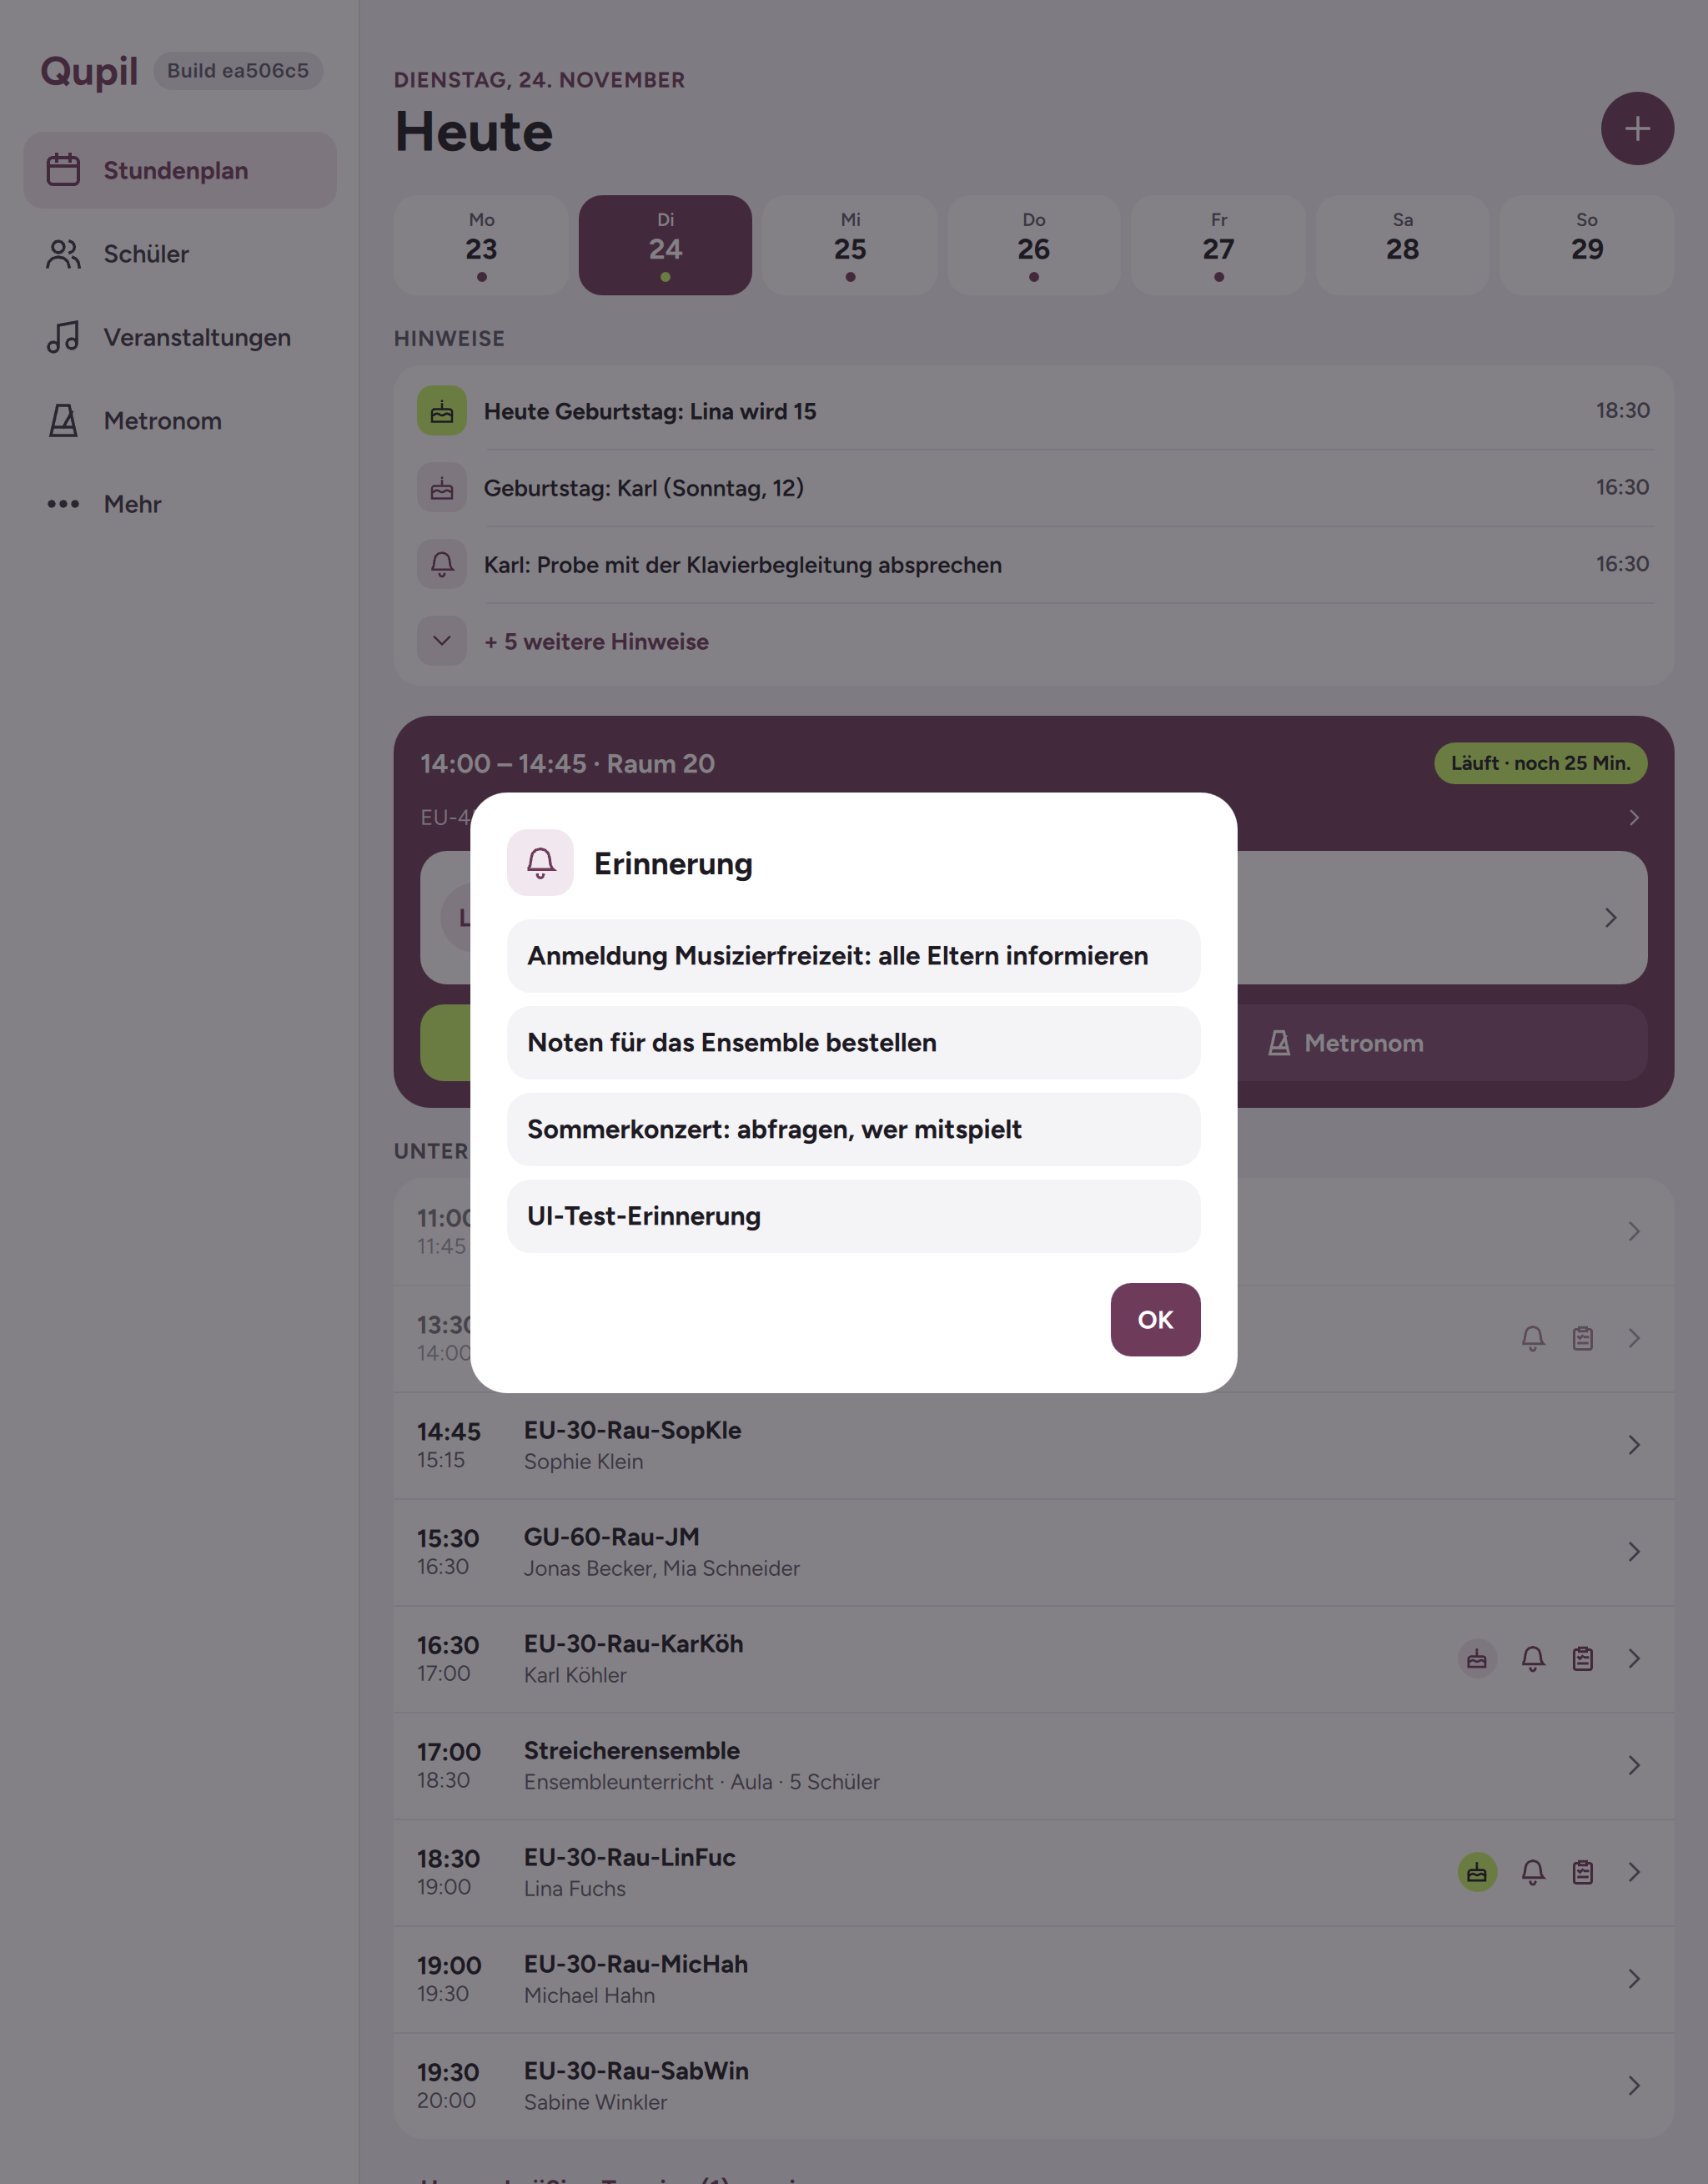 Qupil
Build ea506c5
Stundenplan
Schüler
Veranstaltungen
Metronom
Mehr
DIENSTAG, 24. NOVEMBER
Heute
Mo
23
Di
24
Mi
25
Do
26
Fr
27
Sa
28
So
29
HINWEISE
Heute Geburtstag: Lina wird 15
18:30
Geburtstag: Karl (Sonntag, 12)
16:30
Karl: Probe mit der Klavierbegleitung absprechen
16:30
+ 5 weitere Hinweise
14:00 – 14:45 · Raum 20
Läuft · noch 25 Min.
Erinnerung
Anmeldung Musizierfreizeit: alle Eltern informieren
Noten für das Ensemble bestellen
Sommerkonzert: abfragen, wer mitspielt
UI-Test-Erinnerung
OK
Metronom
11:45
14:00
14:45
15:15
EU-30-Rau-SopKle
Sophie Klein
15:30
16:30
GU-60-Rau-JM
Jonas Becker, Mia Schneider
16:30
17:00
EU-30-Rau-KarKöh
Karl Köhler
17:00
18:30
Streicherensemble
Ensembleunterricht · Aula · 5 Schüler
18:30
19:00
EU-30-Rau-LinFuc
Lina Fuchs
19:00
19:30
EU-30-Rau-MicHah
Michael Hahn
19:30
20:00
EU-30-Rau-SabWin
Sabine Winkler